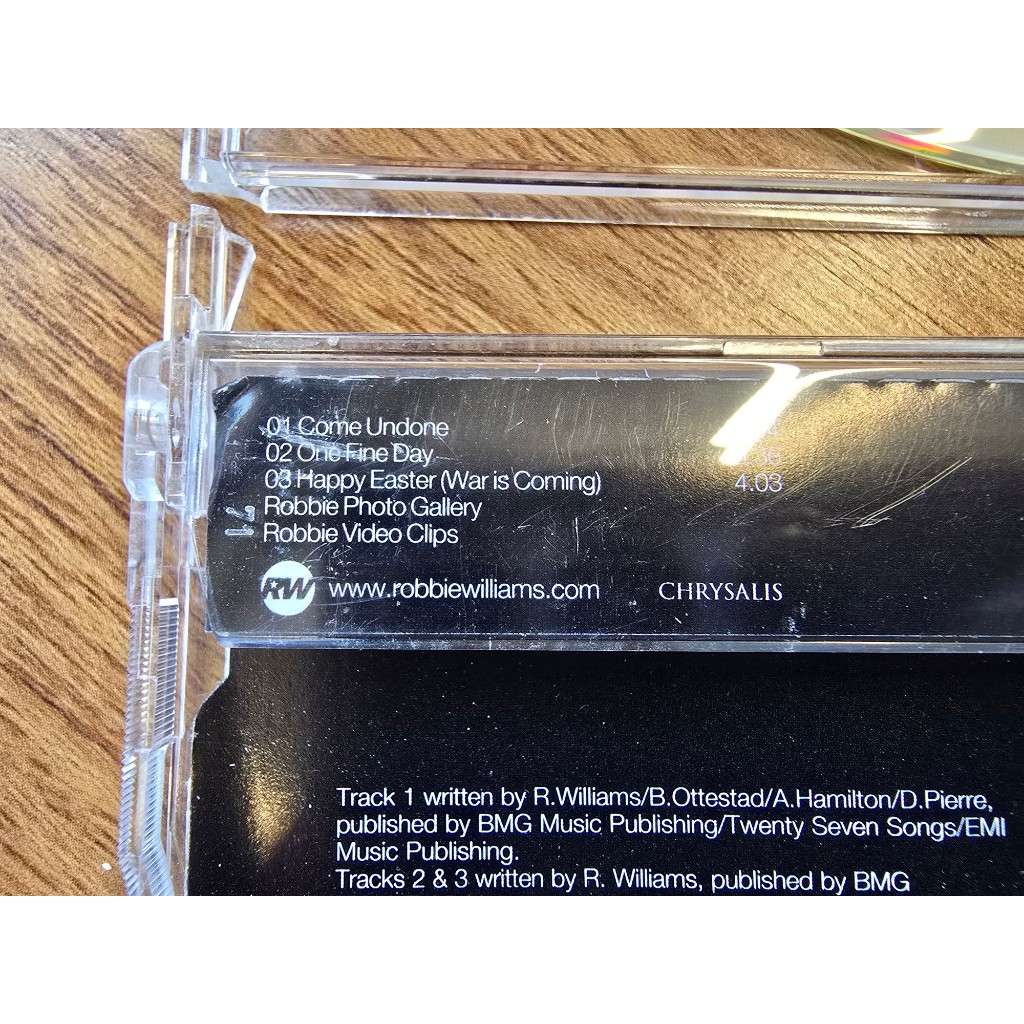 01 Come Undone
02 One Fine Day
03 Happy Easter (War is Coming) 4.03
Robbie Photo Gallery
Robbie Video Clips
RW www.robbiewilliams.com CHRYSALIS
Track 1 written by R.Williams/B.Ottestad/A.Hamilton/D.Pierre,
published by BMG Music Publishing/Twenty Seven Songs/EMI
Music Publishing.
Tracks 2 & 3 written by R. Williams, published by BMG